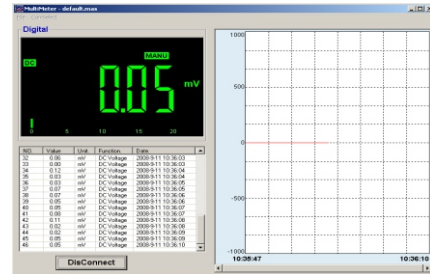 MultiMeter - default.max
File Currlated
Digital
DC
MANU
0.05
mV
0 5 10 15 20
NO. Value Unit Function Date
32 0.06 mV DC Voltage 2008-9-11 10:36:03
33 0.00 mV DC Voltage 2008-9-11 10:36:03
34 0.12 mV DC Voltage 2008-9-11 10:36:04
35 0.03 mV DC Voltage 2008-9-11 10:36:04
36 0.03 mV DC Voltage 2008-9-11 10:36:05
37 0.07 mV DC Voltage 2008-9-11 10:36:05
38 0.07 mV DC Voltage 2008-9-11 10:36:06
39 0.05 mV DC Voltage 2008-9-11 10:36:06
40 0.05 mV DC Voltage 2008-9-11 10:36:07
41 0.00 mV DC Voltage 2008-9-11 10:36:07
42 0.11 mV DC Voltage 2008-9-11 10:36:08
43 0.02 mV DC Voltage 2008-9-11 10:36:08
44 0.02 mV DC Voltage 2008-9-11 10:36:09
45 0.05 mV DC Voltage 2008-9-11 10:36:09
46 0.05 mV DC Voltage 2008-9-11 10:36:10
DisConnect
1000
500
0
-500
-1000
10:35:47 10:36:10